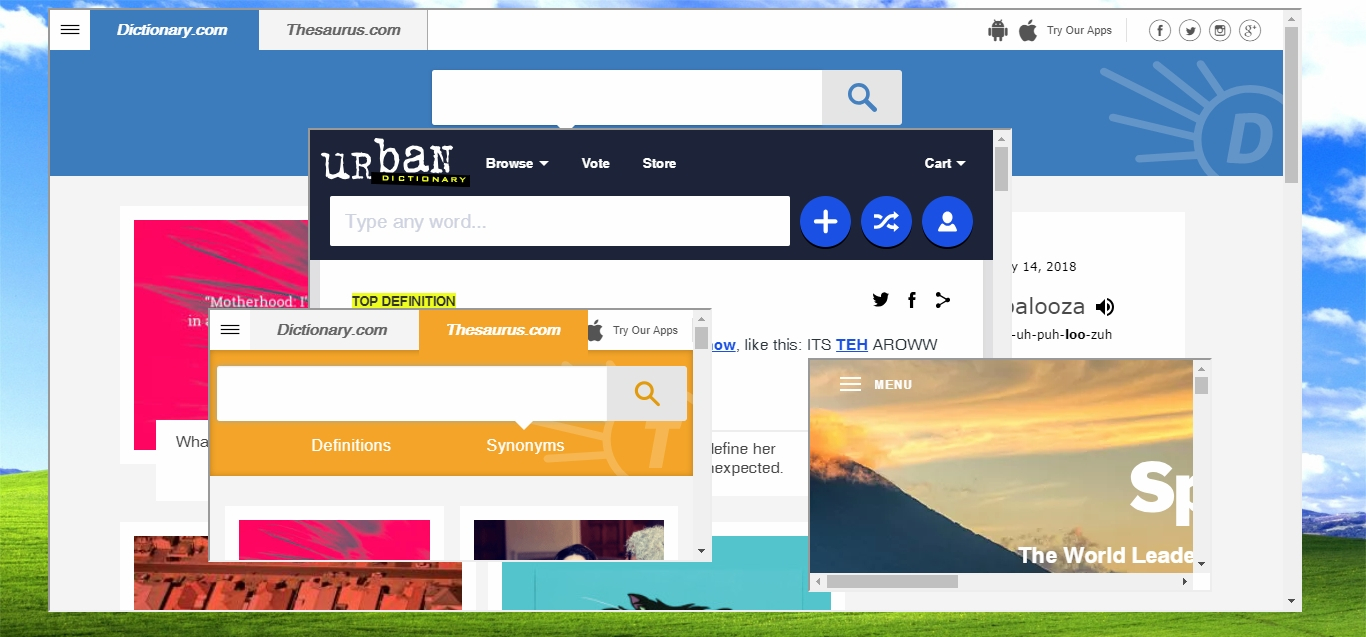 Dictionary.com
Thesaurus.com
Try Our Apps
D
urban
DICTIONARY
Browse
Vote
Store
Cart
Type any word...
"Motherhood: I'
in a
TOP DEFINITION
14, 2018
palooza
-uh-puh-loo-zuh
Dictionary.com
Thesaurus.com
Try Our Apps
, like this: ITS TEH AROWW
MENU
Wha
Definitions
Synonyms
T
define her
nexpected.
Sp
The World Leade